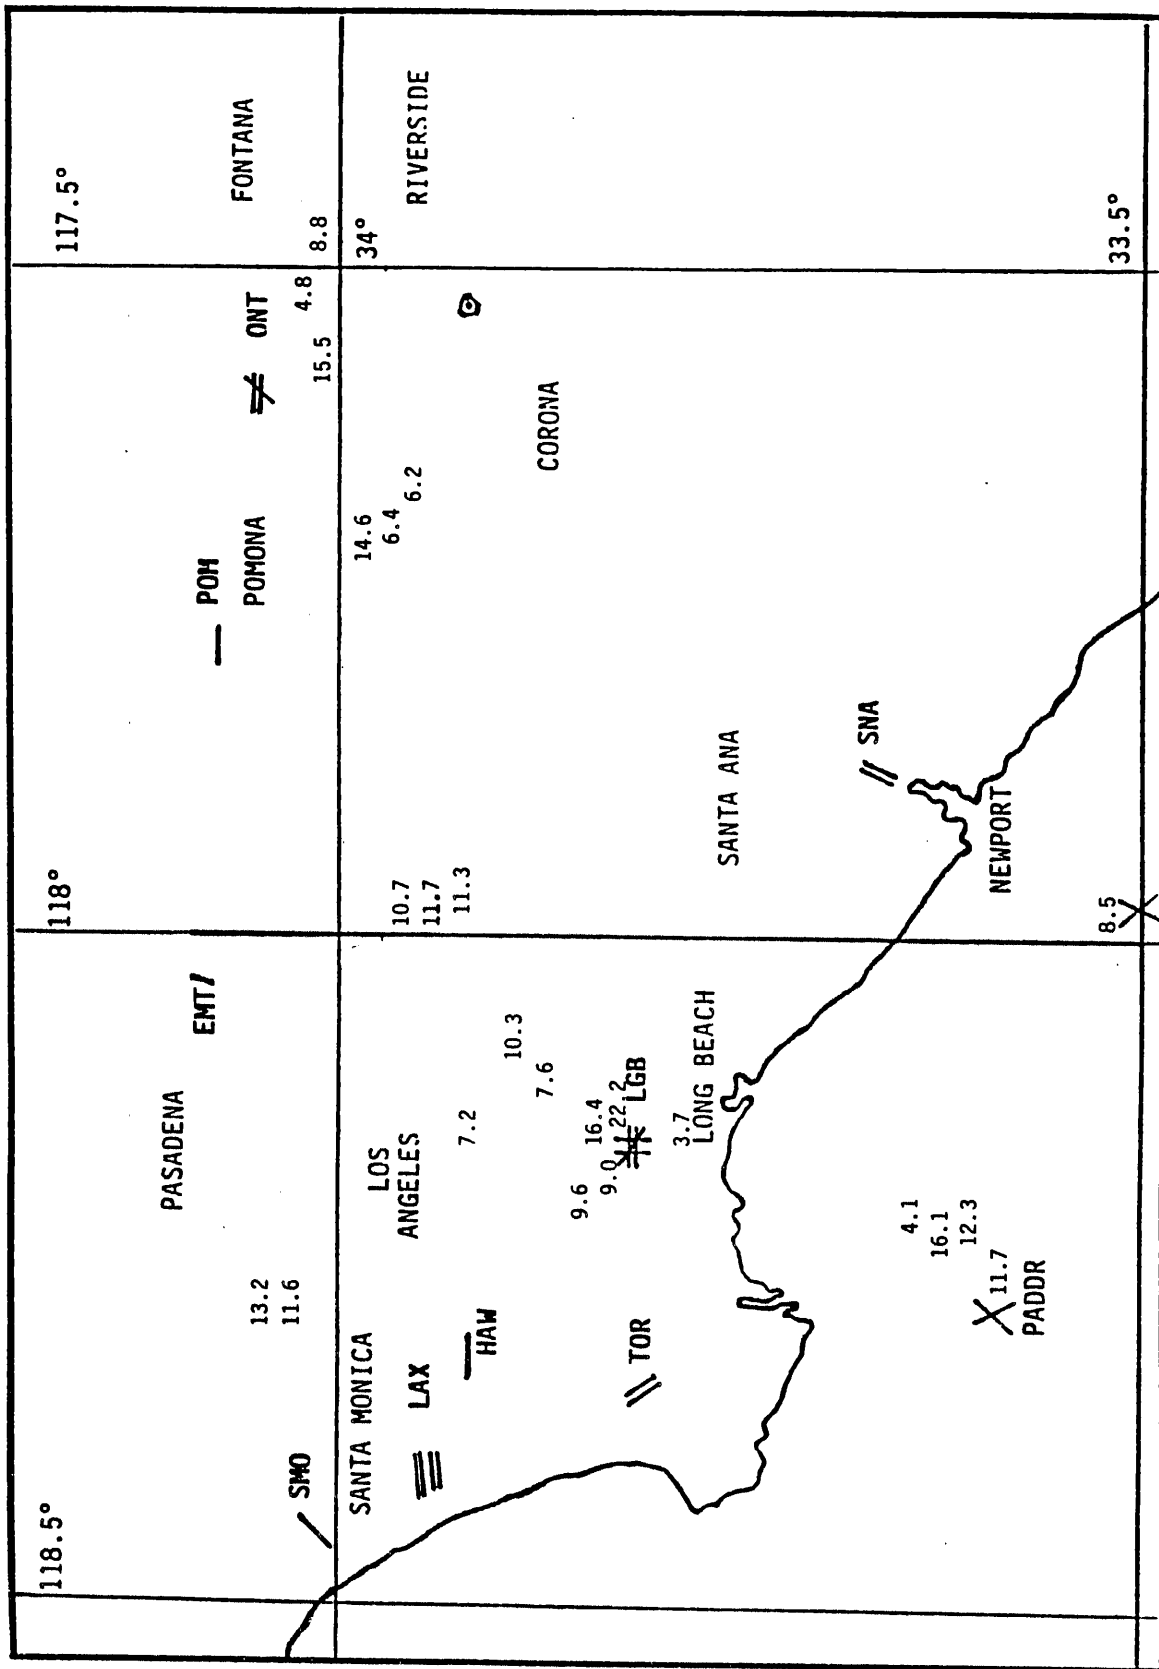 118.5°
118°
117.5°
PASADENA
EMT
POM
POMONA
ONT
FONTANA
SMO
13.2
11.6
15.5
4.8
8.8
34°
SANTA MONICA
LOS
ANGELES
LAX
HAW
7.2
10.3
7.6
10.7
11.7
11.3
14.6
6.4
6.2
RIVERSIDE
CORONA
TOR
9.6
9.0
16.4
22.2
LGB
3.7
LONG BEACH
SANTA ANA
SNA
NEWPORT
4.1
16.1
12.3
11.7
PADDR
8.5
33.5°